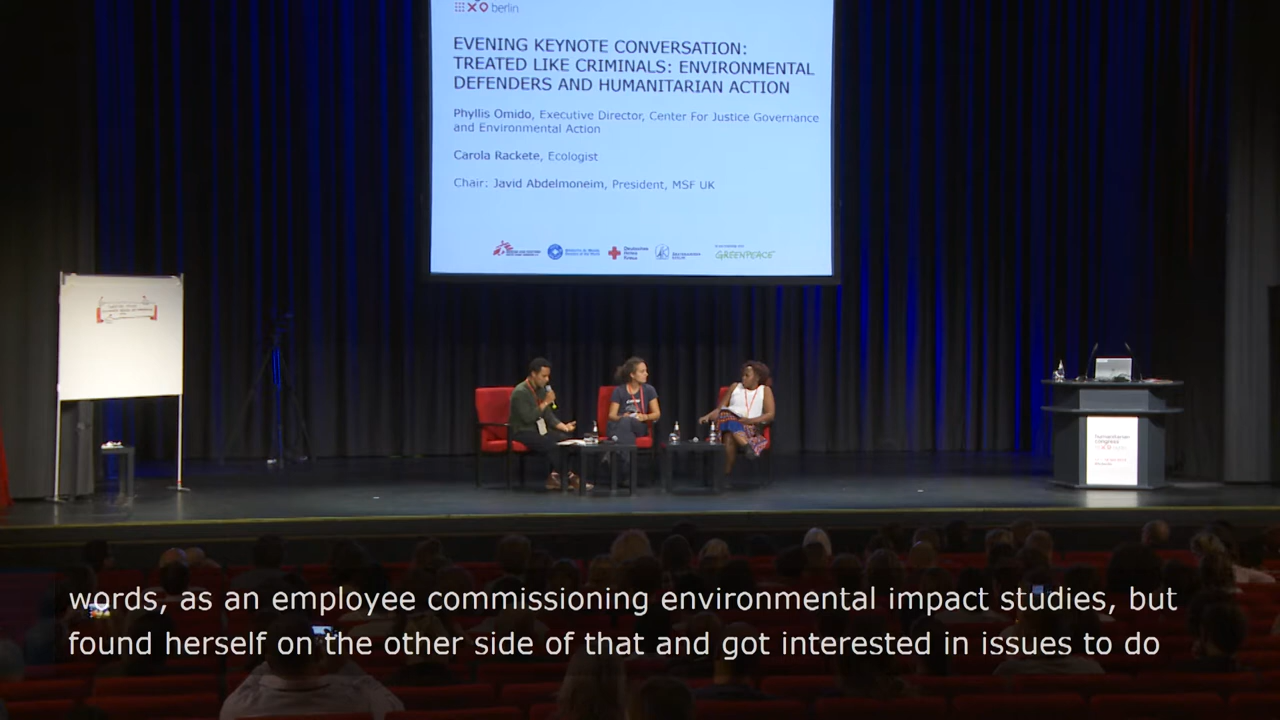 berlin
EVENING KEYNOTE CONVERSATION:
TREATED LIKE CRIMINALS: ENVIRONMENTAL
DEFENDERS AND HUMANITARIAN ACTION
Phyllis Omido, Executive Director, Center For Justice Governance
and Environmental Action
Carola Rackete, Ecologist
Chair: Javid Abdelmoneim, President, MSF UK
GREENPEACE
humanitarian
congress
words, as an employee commissioning environmental impact studies, but
found herself on the other side of that and got interested in issues to do